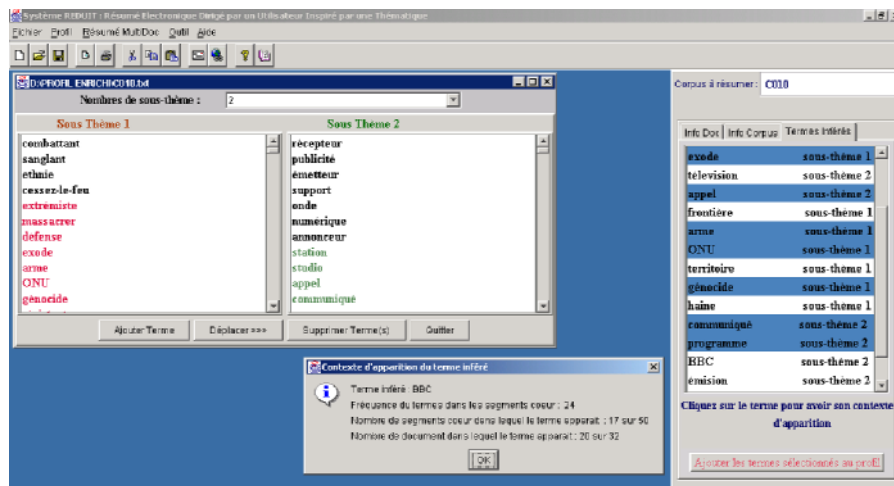 Système REDUIT : Résumé Electronique Dirigé par un Utilisateur Inspiré par une Thématique
Fichier Profil Résumé MultiDoc Outil Aide
D:\PROFIL ENRICHI\C018.txt
Nombres de sous-thème : 2
Sous Thème 1 Sous Thème 2
combattant récepteur
sanglant publicité
ethnie émetteur
cessez-le-feu support
extrémiste onde
massacrer numérique
défense annonceur
exode station
arme studio
ONU appel
génocide communiqué
Ajouter Terme Déplacer >>> Supprimer Terme(s) Quitter
Corpus à résumer : C018
Info Doc Info Corpus Termes Inférés
exode sous-thème 1
télévision sous-thème 2
appel sous-thème 2
frontière sous-thème 1
arme sous-thème 1
ONU sous-thème 1
territoire sous-thème 1
génocide sous-thème 1
haine sous-thème 1
communiqué sous-thème 2
programme sous-thème 2
BBC sous-thème 2
émision sous-thème 2
Cliquez sur le terme pour avoir son contexte
d'apparition
Ajouter les termes sélectionnés au profil
Contexte d'apparition du terme inféré
Terme inféré BBC
Fréquence du termes dans les segments coeur : 24
Nombre de segments coeur dans lequel le terme apparait : 17 sur 50
Nombre de document dans lequel le terme apparait : 20 sur 32
OK